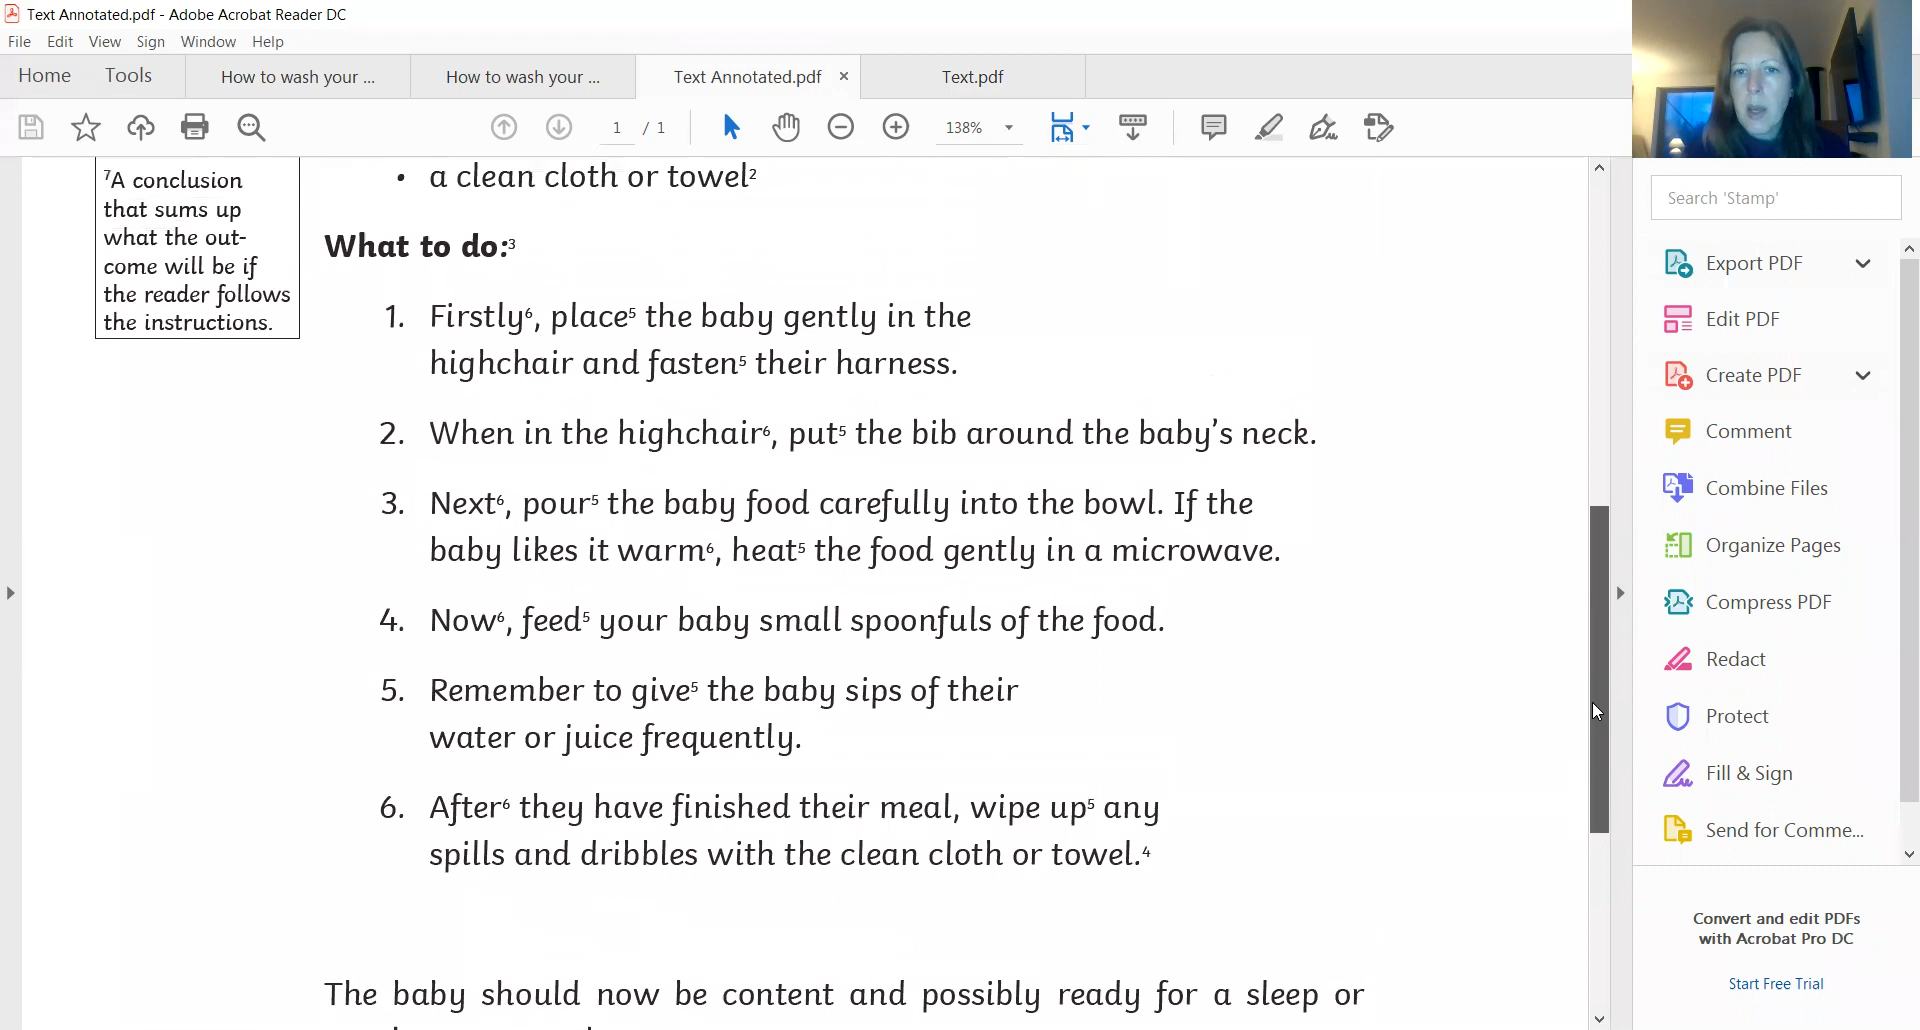 Text Annotated.pdf - Adobe Acrobat Reader DC
File Edit View Sign Window Help
Home Tools How to wash your ... How to wash your ... Text Annotated.pdf × Text.pdf
1 / 1 138%
Search 'Stamp'
Export PDF
Edit PDF
Create PDF
Comment
Combine Files
Organize Pages
Compress PDF
Redact
Protect
Fill & Sign
Send for Comme...
Convert and edit PDFs
with Acrobat Pro DC
Start Free Trial
⁷A conclusion
that sums up
what the out-
come will be if
the reader follows
the instructions.
• a clean cloth or towel²
What to do:³
1. Firstly⁶, place⁵ the baby gently in the
highchair and fasten⁵ their harness.
2. When in the highchair⁶, put⁵ the bib around the baby’s neck.
3. Next⁶, pour⁵ the baby food carefully into the bowl. If the
baby likes it warm⁶, heat⁵ the food gently in a microwave.
4. Now⁶, feed⁵ your baby small spoonfuls of the food.
5. Remember to give⁵ the baby sips of their
water or juice frequently.
6. After⁶ they have finished their meal, wipe up⁵ any
spills and dribbles with the clean cloth or towel.⁴
The baby should now be content and possibly ready for a sleep or